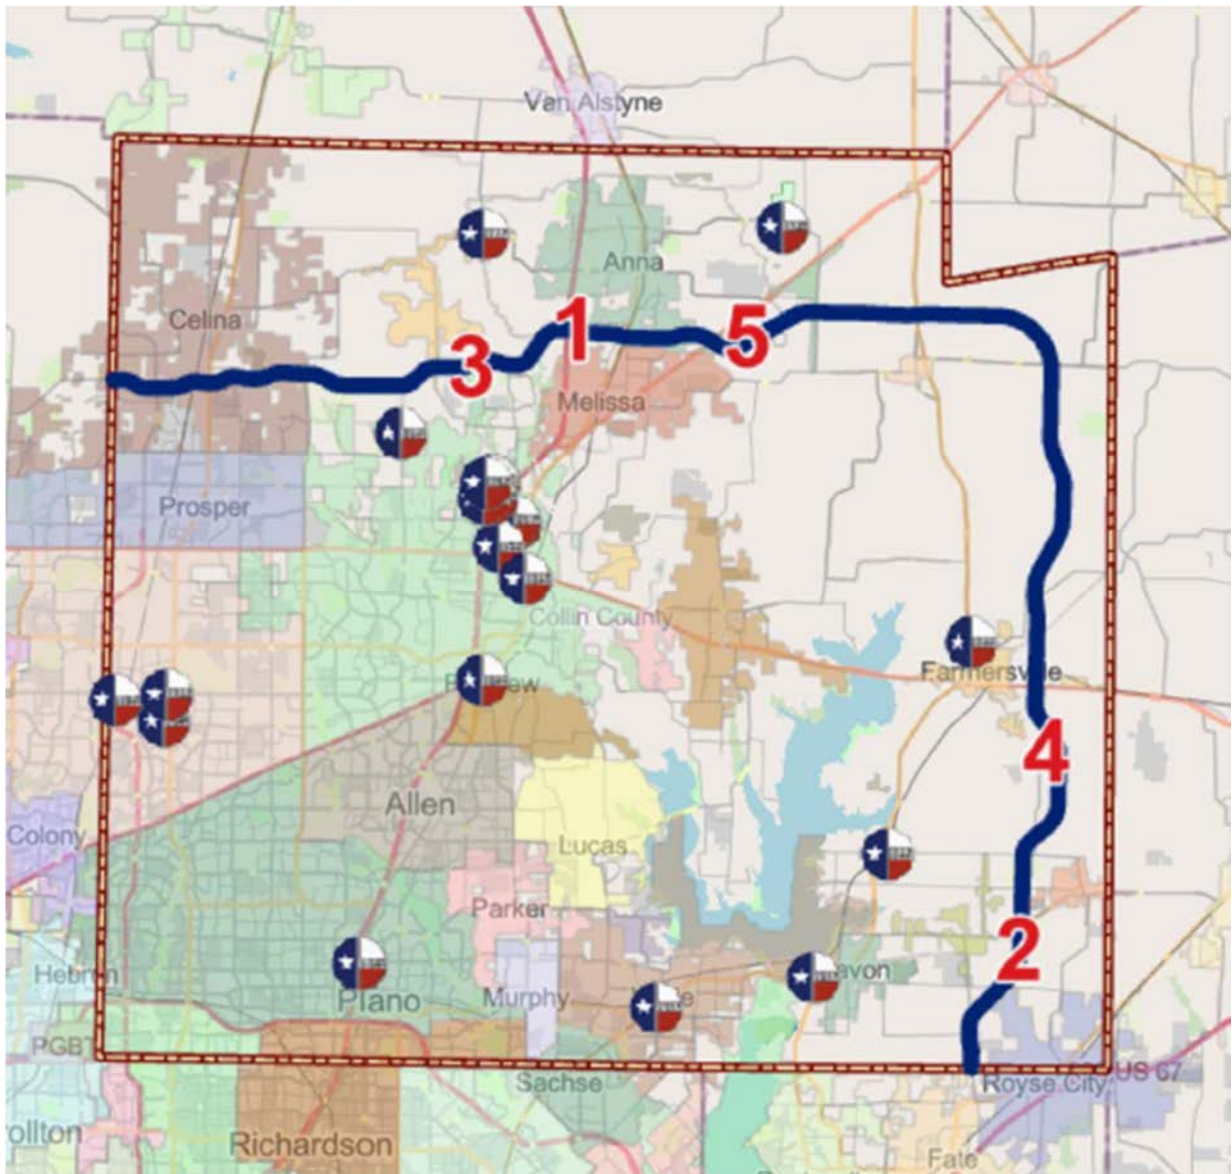 Van Alstyne
Anna
Celina
1
5
3
Melissa
Prosper
Collin County
Farmersville
4
Allen
Colony
Lucas
Parker
2
Hebron
Plano
Murphy
PGBT
Sachse
Royse City
US 67
Richardson
Fate